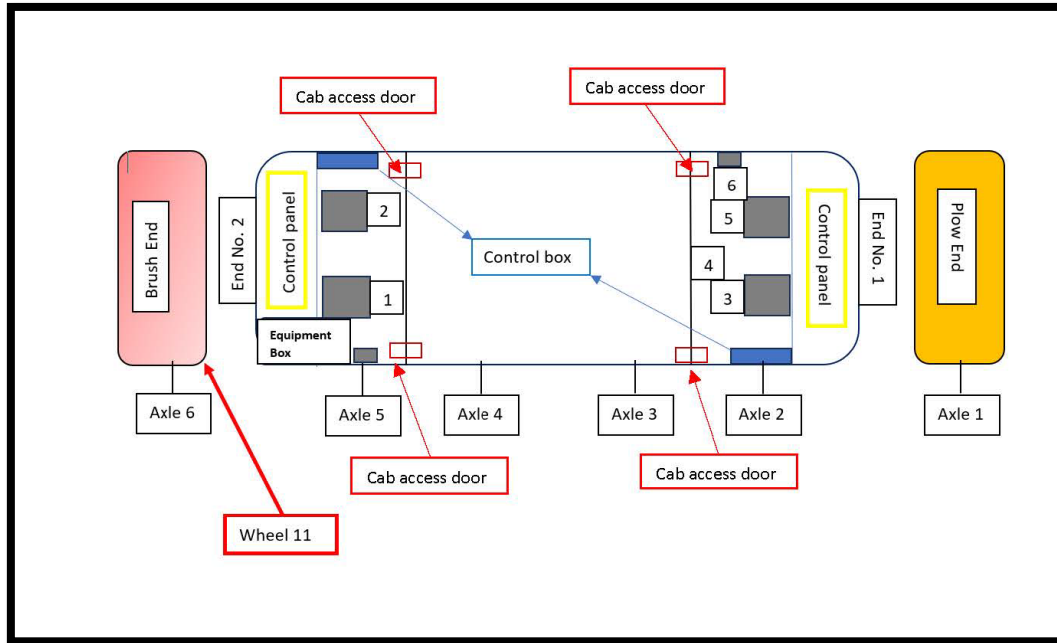 Cab access door
Cab access door
Brush End
End No. 2
Control panel
2
1
Equipment
Box
Control box
6
5
4
3
Control panel
End No. 1
Plow End
Axle 6
Axle 5
Axle 4
Axle 3
Axle 2
Axle 1
Cab access door
Cab access door
Wheel 11